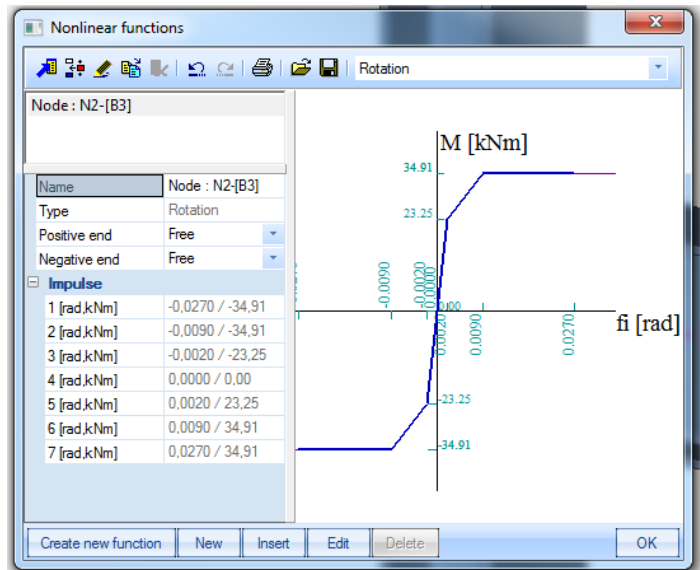 Nonlinear functions
Rotation
Node : N2-[B3]
Name Node : N2-[B3]
Type Rotation
Positive end Free
Negative end Free
Impulse
1 [rad,kNm] -0,0270 / -34,91
2 [rad,kNm] -0,0090 / -34,91
3 [rad,kNm] -0,0020 / -23,25
4 [rad,kNm] 0,0000 / 0,00
5 [rad,kNm] 0,0020 / 23,25
6 [rad,kNm] 0,0090 / 34,91
7 [rad,kNm] 0,0270 / 34,91
M [kNm]
34.91
23.25
-0.0090
-0.0020
0.0000
0.00
0.0020
0.0090
0.0270
fi [rad]
-23.25
-34.91
Create new function New Insert Edit Delete OK